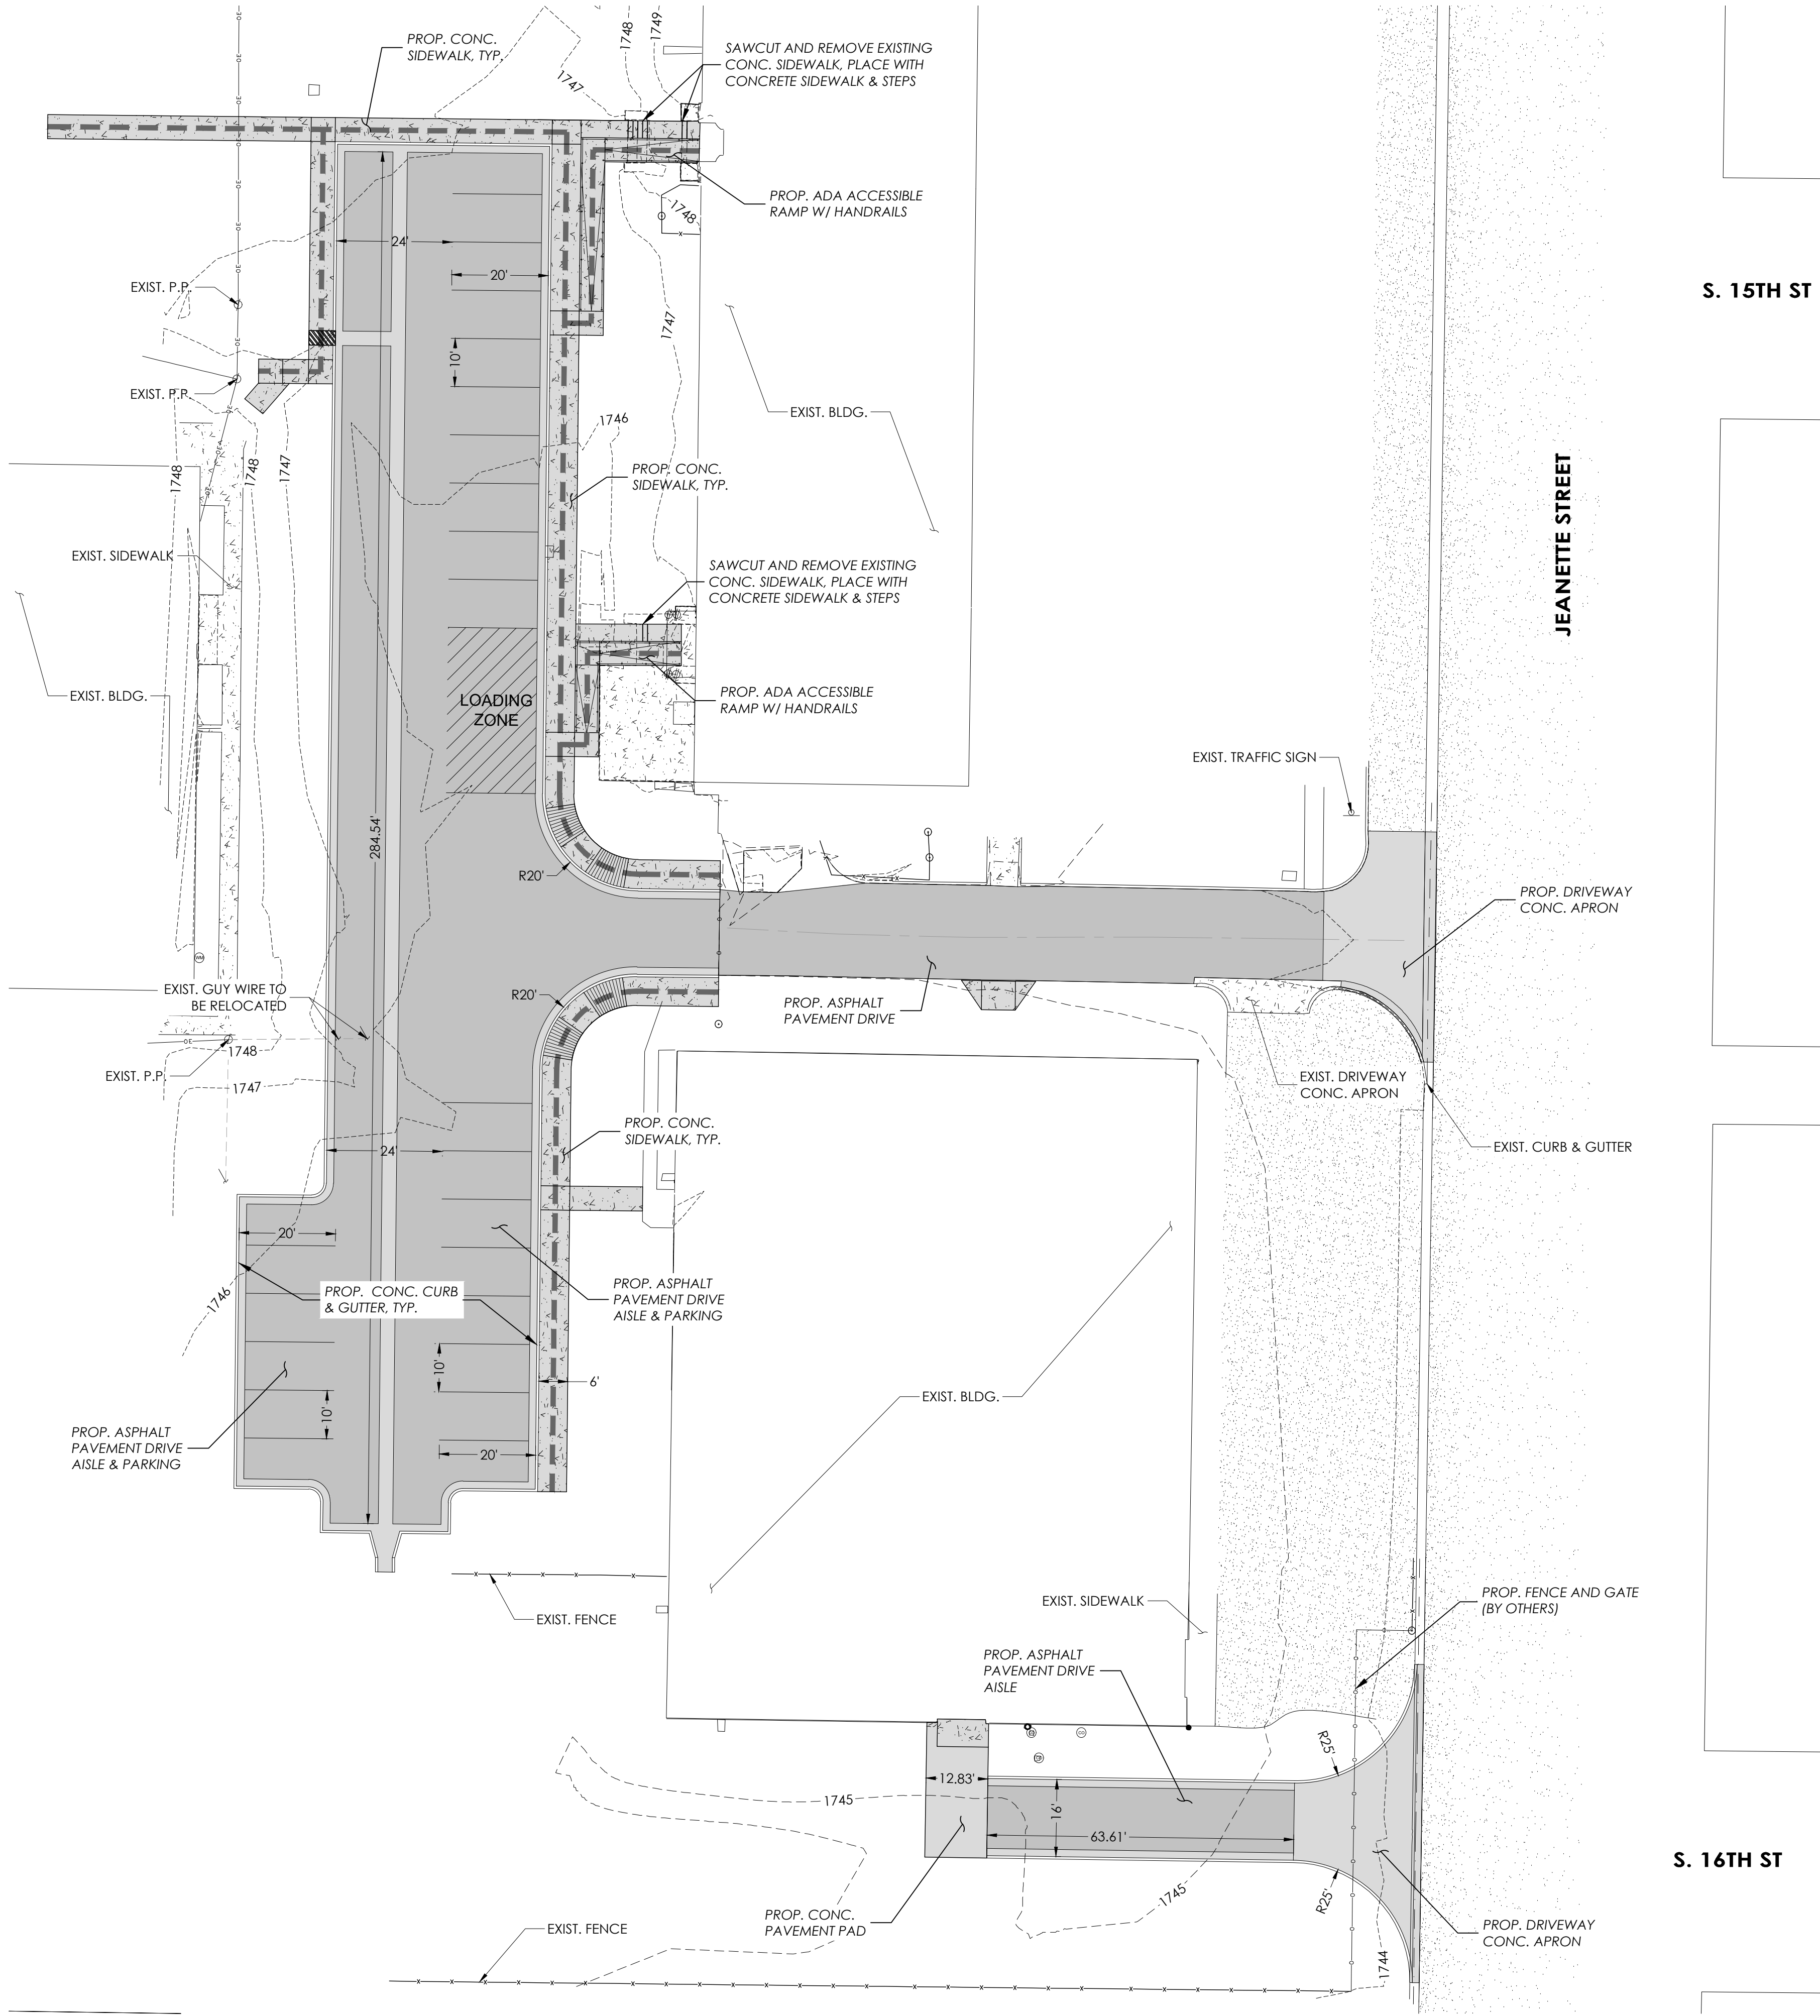 PROP. CONC.
SIDEWALK, TYP.
1748
1749
SAWCUT AND REMOVE EXISTING
CONC. SIDEWALK, PLACE WITH
CONCRETE SIDEWALK & STEPS
1747
PROP. ADA ACCESSIBLE
RAMP W/ HANDRAILS
1748
24'
20'
EXIST. P.P.
S. 15TH ST
1747
10'
EXIST. P.P.
EXIST. BLDG.
1746
1748
1748
1747
PROP. CONC.
SIDEWALK, TYP.
JEANETTE STREET
EXIST. SIDEWALK
SAWCUT AND REMOVE EXISTING
CONC. SIDEWALK, PLACE WITH
CONCRETE SIDEWALK & STEPS
EXIST. BLDG.
LOADING
ZONE
PROP. ADA ACCESSIBLE
RAMP W/ HANDRAILS
EXIST. TRAFFIC SIGN
284.54'
R20'
PROP. DRIVEWAY
CONC. APRON
WM
EXIST. GUY WIRE TO
BE RELOCATED
R20'
PROP. ASPHALT
PAVEMENT DRIVE
OE
1748
EXIST. P.P.
1747
EXIST. DRIVEWAY
CONC. APRON
PROP. CONC.
SIDEWALK, TYP.
EXIST. CURB & GUTTER
24'
20'
PROP. CONC. CURB
& GUTTER, TYP.
1746
PROP. ASPHALT
PAVEMENT DRIVE
AISLE & PARKING
10'
6'
EXIST. BLDG.
10'
PROP. ASPHALT
PAVEMENT DRIVE
AISLE & PARKING
20'
EXIST. FENCE
EXIST. SIDEWALK
PROP. FENCE AND GATE
(BY OTHERS)
PROP. ASPHALT
PAVEMENT DRIVE
AISLE
R25'
12.83'
1745
16'
63.61'
S. 16TH ST
R25'
1745
PROP. CONC.
PAVEMENT PAD
EXIST. FENCE
PROP. DRIVEWAY
CONC. APRON
1744